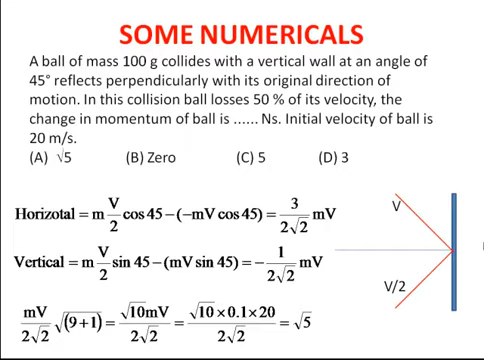 SOME NUMERICALS
A ball of mass 100 g collides with a vertical wall at an angle of
45° reflects perpendicularly with its original direction of
motion. In this collision ball losses 50 % of its velocity, the
change in momentum of ball is ...... Ns. Initial velocity of ball is
20 m/s.
(A) √5 (B) Zero (C) 5 (D) 3
Horizotal = m V/2 cos 45 − (−mV cos 45) = 3/(2√2) mV
V
Vertical = m V/2 sin 45 − (mV sin 45) = − 1/(2√2) mV
V/2
mV/(2√2) √(9+1) = √10mV/(2√2) = (√10 × 0.1 × 20)/(2√2) = √5